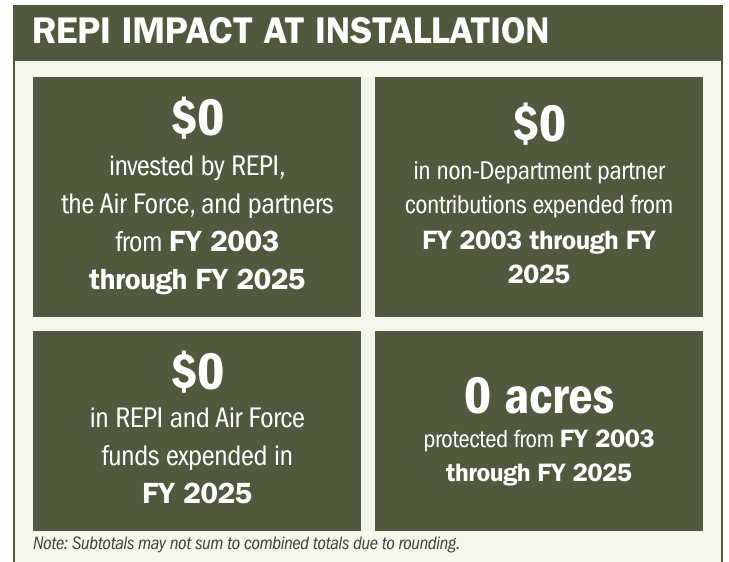 REPI IMPACT AT INSTALLATION
$0
invested by REPI,
the Air Force, and partners
from FY 2003
through FY 2025
$0
in non-Department partner
contributions expended from
FY 2003 through FY
2025
$0
in REPI and Air Force
funds expended in
FY 2025
0 acres
protected from FY 2003
through FY 2025
Note: Subtotals may not sum to combined totals due to rounding.